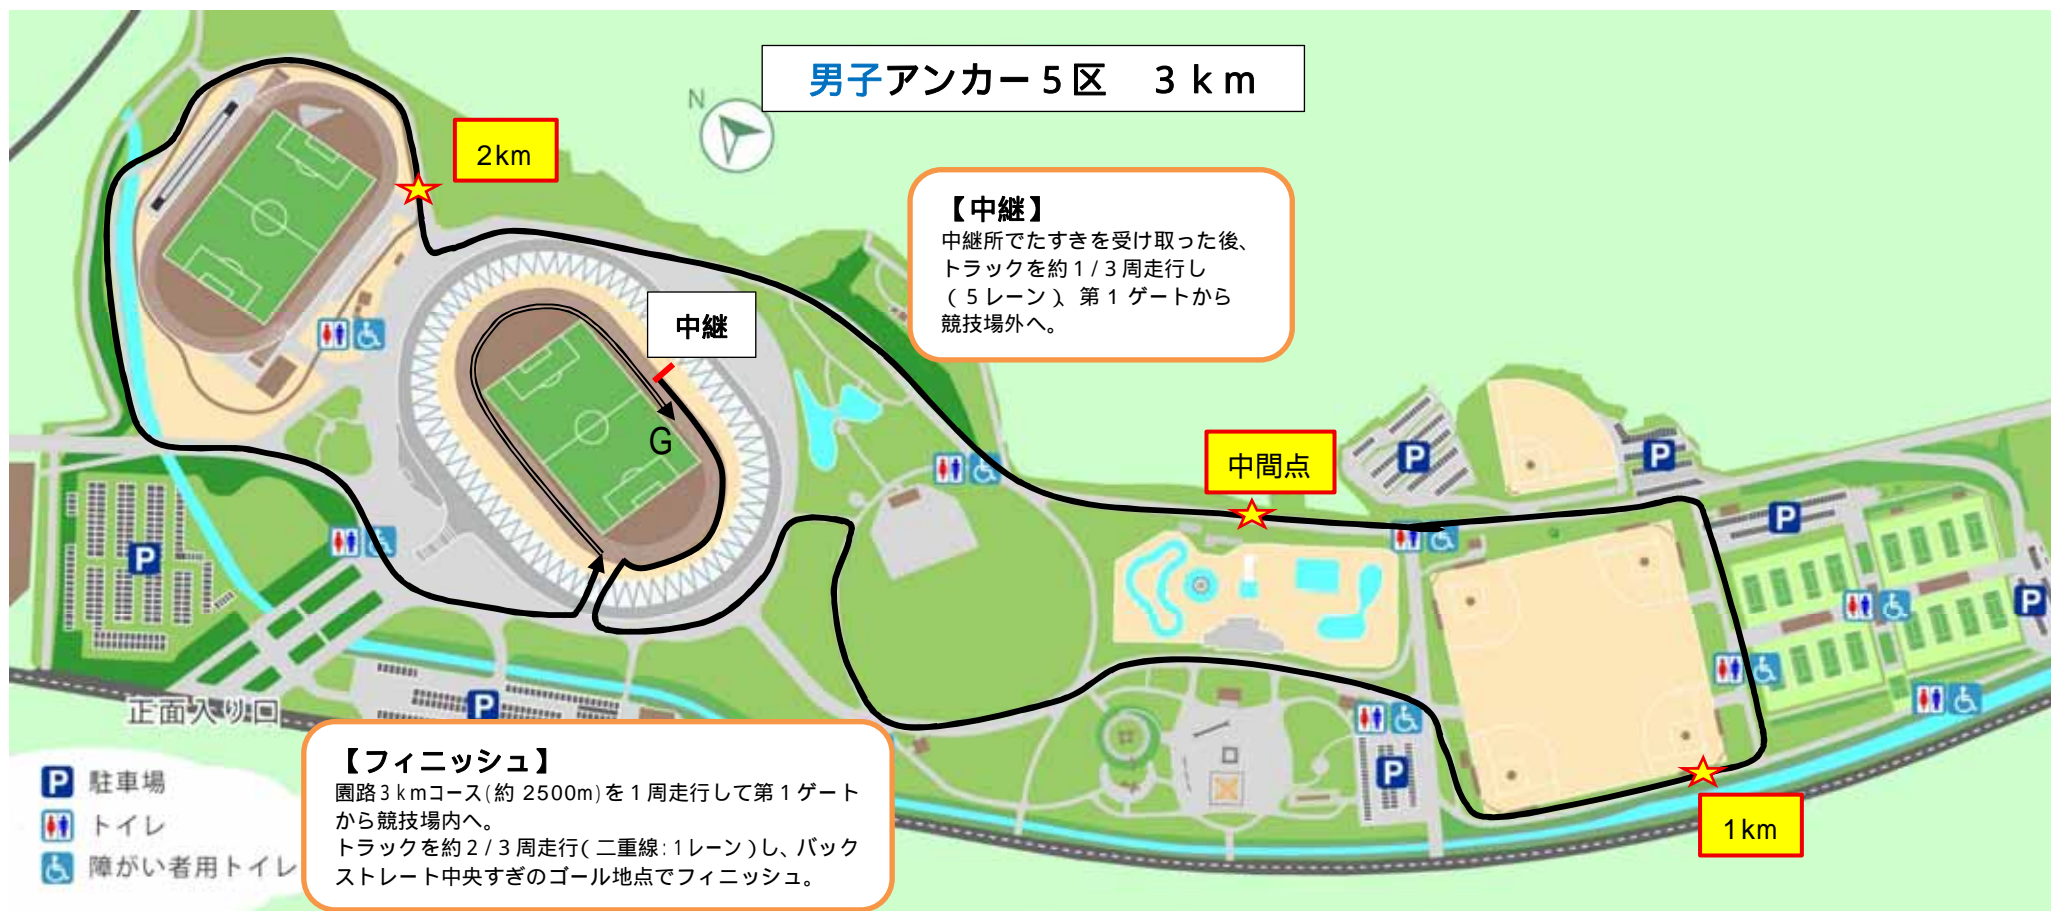 男子アンカー5区　3km
N
2km
【中継】
中継所でたすきを受け取った後、
トラックを約1/3周走行し
(5レーン)、第1ゲートから
競技場外へ。
中継
G
中間点
P
P
P
P
P
P
P
正面入り口
【フィニッシュ】
園路3kmコース(約2500m)を1周走行して第1ゲート
から競技場内へ。
トラックを約2/3周走行(二重線:1レーン)し、バック
ストレート中央すぎのゴール地点でフィニッシュ。
1km
P 駐車場
トイレ
障がい者用トイレ